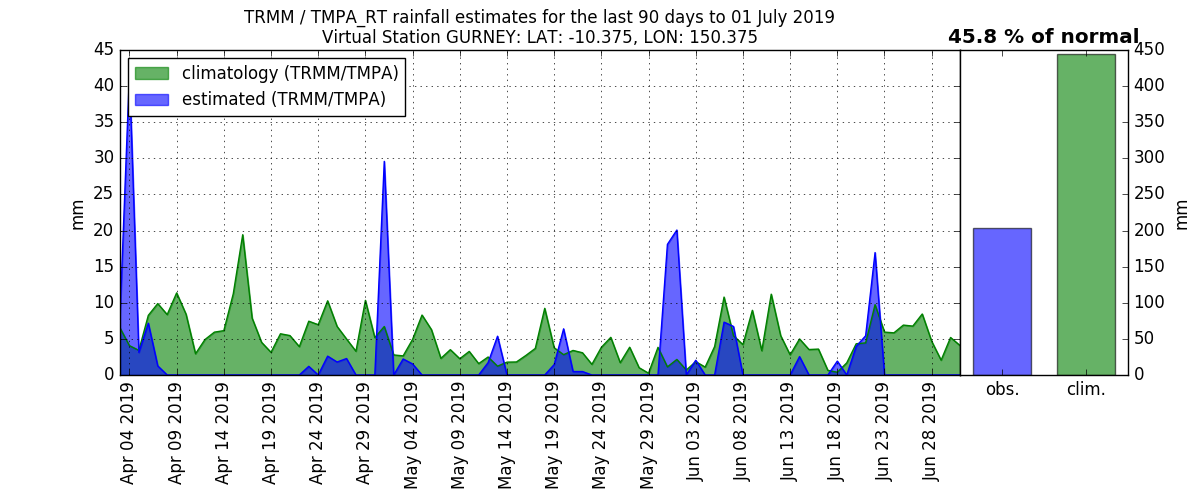 TRMM / TMPA_RT rainfall estimates for the last 90 days to 01 July 2019
Virtual Station GURNEY: LAT: -10.375, LON: 150.375
45.8 % of normal
climatology (TRMM/TMPA)
estimated (TRMM/TMPA)
mm
45
40
35
30
25
20
15
10
5
0
Apr 04 2019
Apr 09 2019
Apr 14 2019
Apr 19 2019
Apr 24 2019
Apr 29 2019
May 04 2019
May 09 2019
May 14 2019
May 19 2019
May 24 2019
May 29 2019
Jun 03 2019
Jun 08 2019
Jun 13 2019
Jun 18 2019
Jun 23 2019
Jun 28 2019
450
400
350
300
250
200
150
100
50
0
mm
obs.
clim.